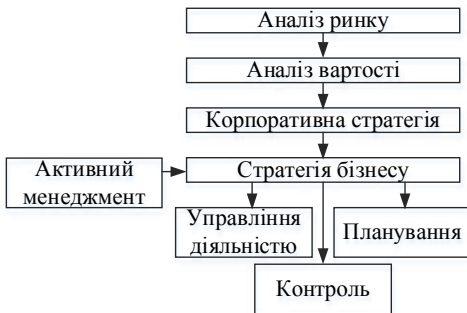 Аналіз ринку
Аналіз вартості
Корпоративна стратегія
Активний
менеджмент
Стратегія бізнесу
Управління
діяльністю
Планування
Контроль